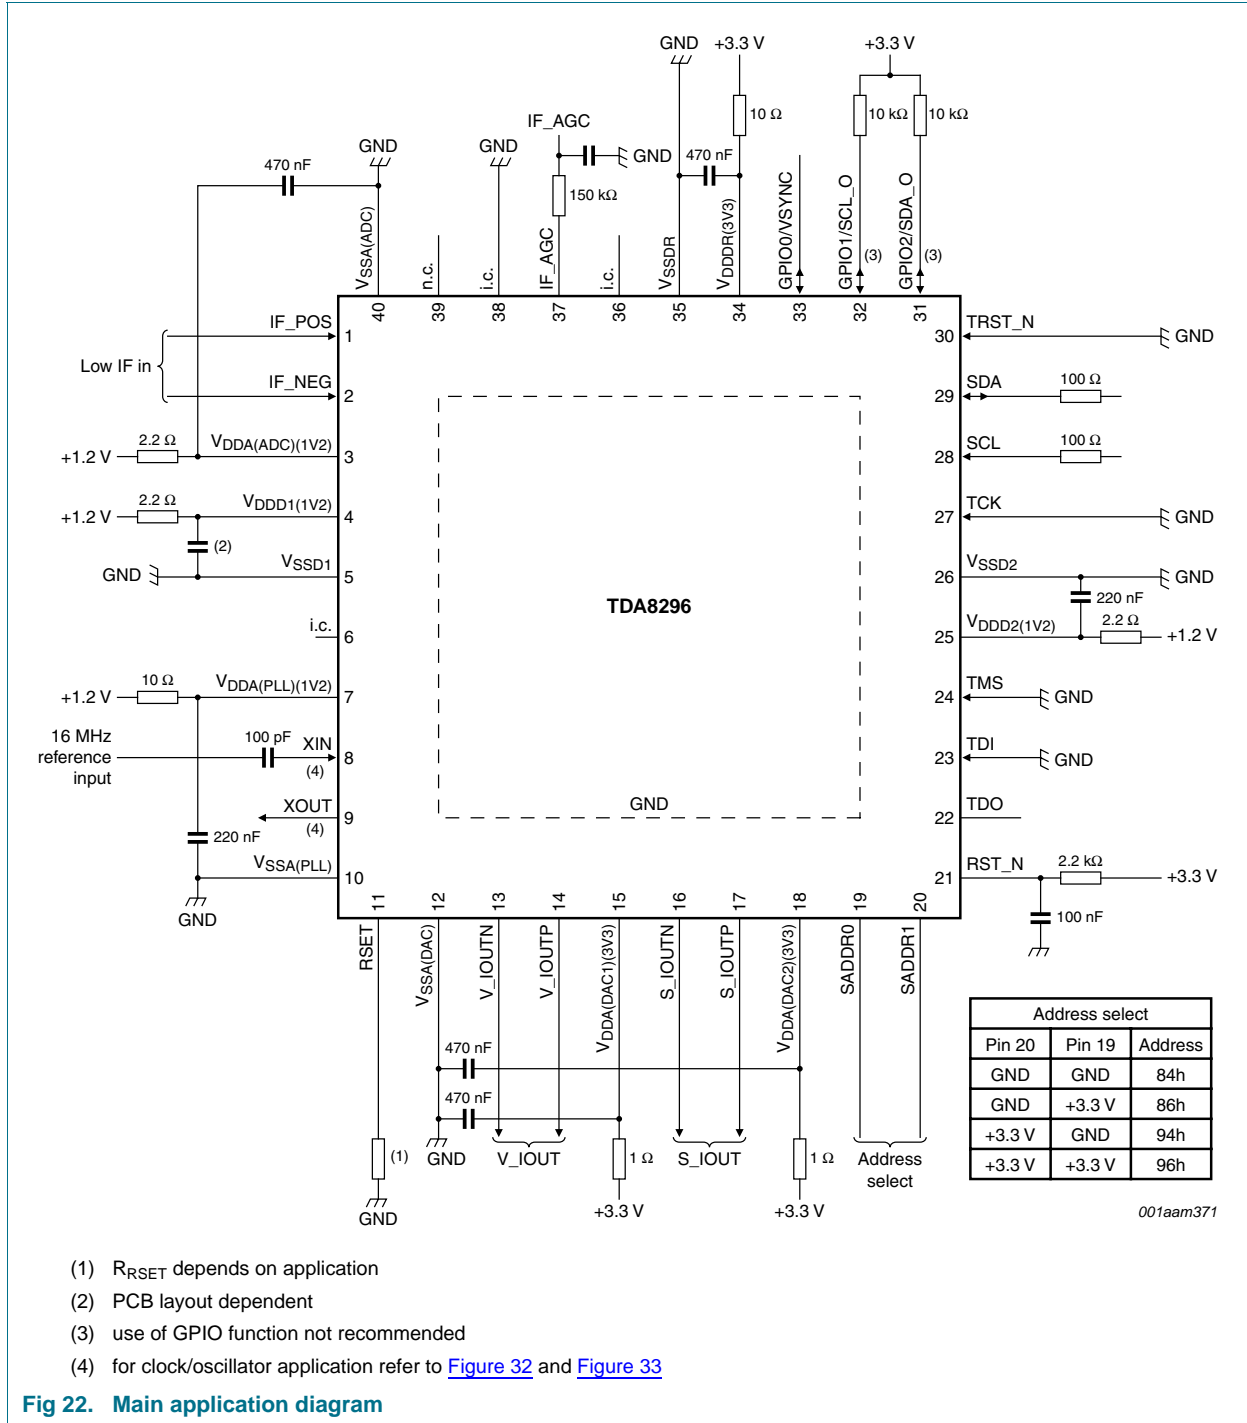 GND +3.3 V +3.3 V
10 Ω 10 kΩ 10 kΩ
IF_AGC
GND GND GND
470 nF 470 nF
150 kΩ
VSSA(ADC) n.c. i.c. IF_AGC i.c. VSSDR VDDDR(3V3) GPIO0/VSYNC GPIO1/SCL_O (3) GPIO2/SDA_O (3)
40 39 38 37 36 35 34 33 32 31
Low IF in
IF_POS 1
IF_NEG 2
+1.2 V 2.2 Ω VDDA(ADC)(1V2) 3
+1.2 V 2.2 Ω VDDD1(1V2) 4
(2)
GND VSSD1 5
i.c. 6
+1.2 V 10 Ω VDDA(PLL)(1V2) 7
16 MHz
reference
input
100 pF XIN 8
(4)
XOUT 9
(4)
220 nF
VSSA(PLL) 10
GND
TDA8296
GND
30 TRST_N GND
29 SDA 100 Ω
28 SCL 100 Ω
27 TCK GND
26 VSSD2 GND
220 nF
25 VDDD2(1V2) 2.2 Ω +1.2 V
24 TMS GND
23 TDI GND
22 TDO
21 RST_N 2.2 kΩ +3.3 V
100 nF
11 12 13 14 15 16 17 18 19 20
RSET VSSA(DAC) V_IOUTN V_IOUTP VDDA(DAC1)(3V3) S_IOUTN S_IOUTP VDDA(DAC2)(3V3) SADDR0 SADDR1
470 nF
470 nF
(1) GND V_IOUT 1 Ω S_IOUT 1 Ω Address
select
GND +3.3 V +3.3 V
Address select
Pin 20 Pin 19 Address
GND GND 84h
GND +3.3 V 86h
+3.3 V GND 94h
+3.3 V +3.3 V 96h
001aam371
(1) RRSET depends on application
(2) PCB layout dependent
(3) use of GPIO function not recommended
(4) for clock/oscillator application refer to Figure 32 and Figure 33
Fig 22. Main application diagram